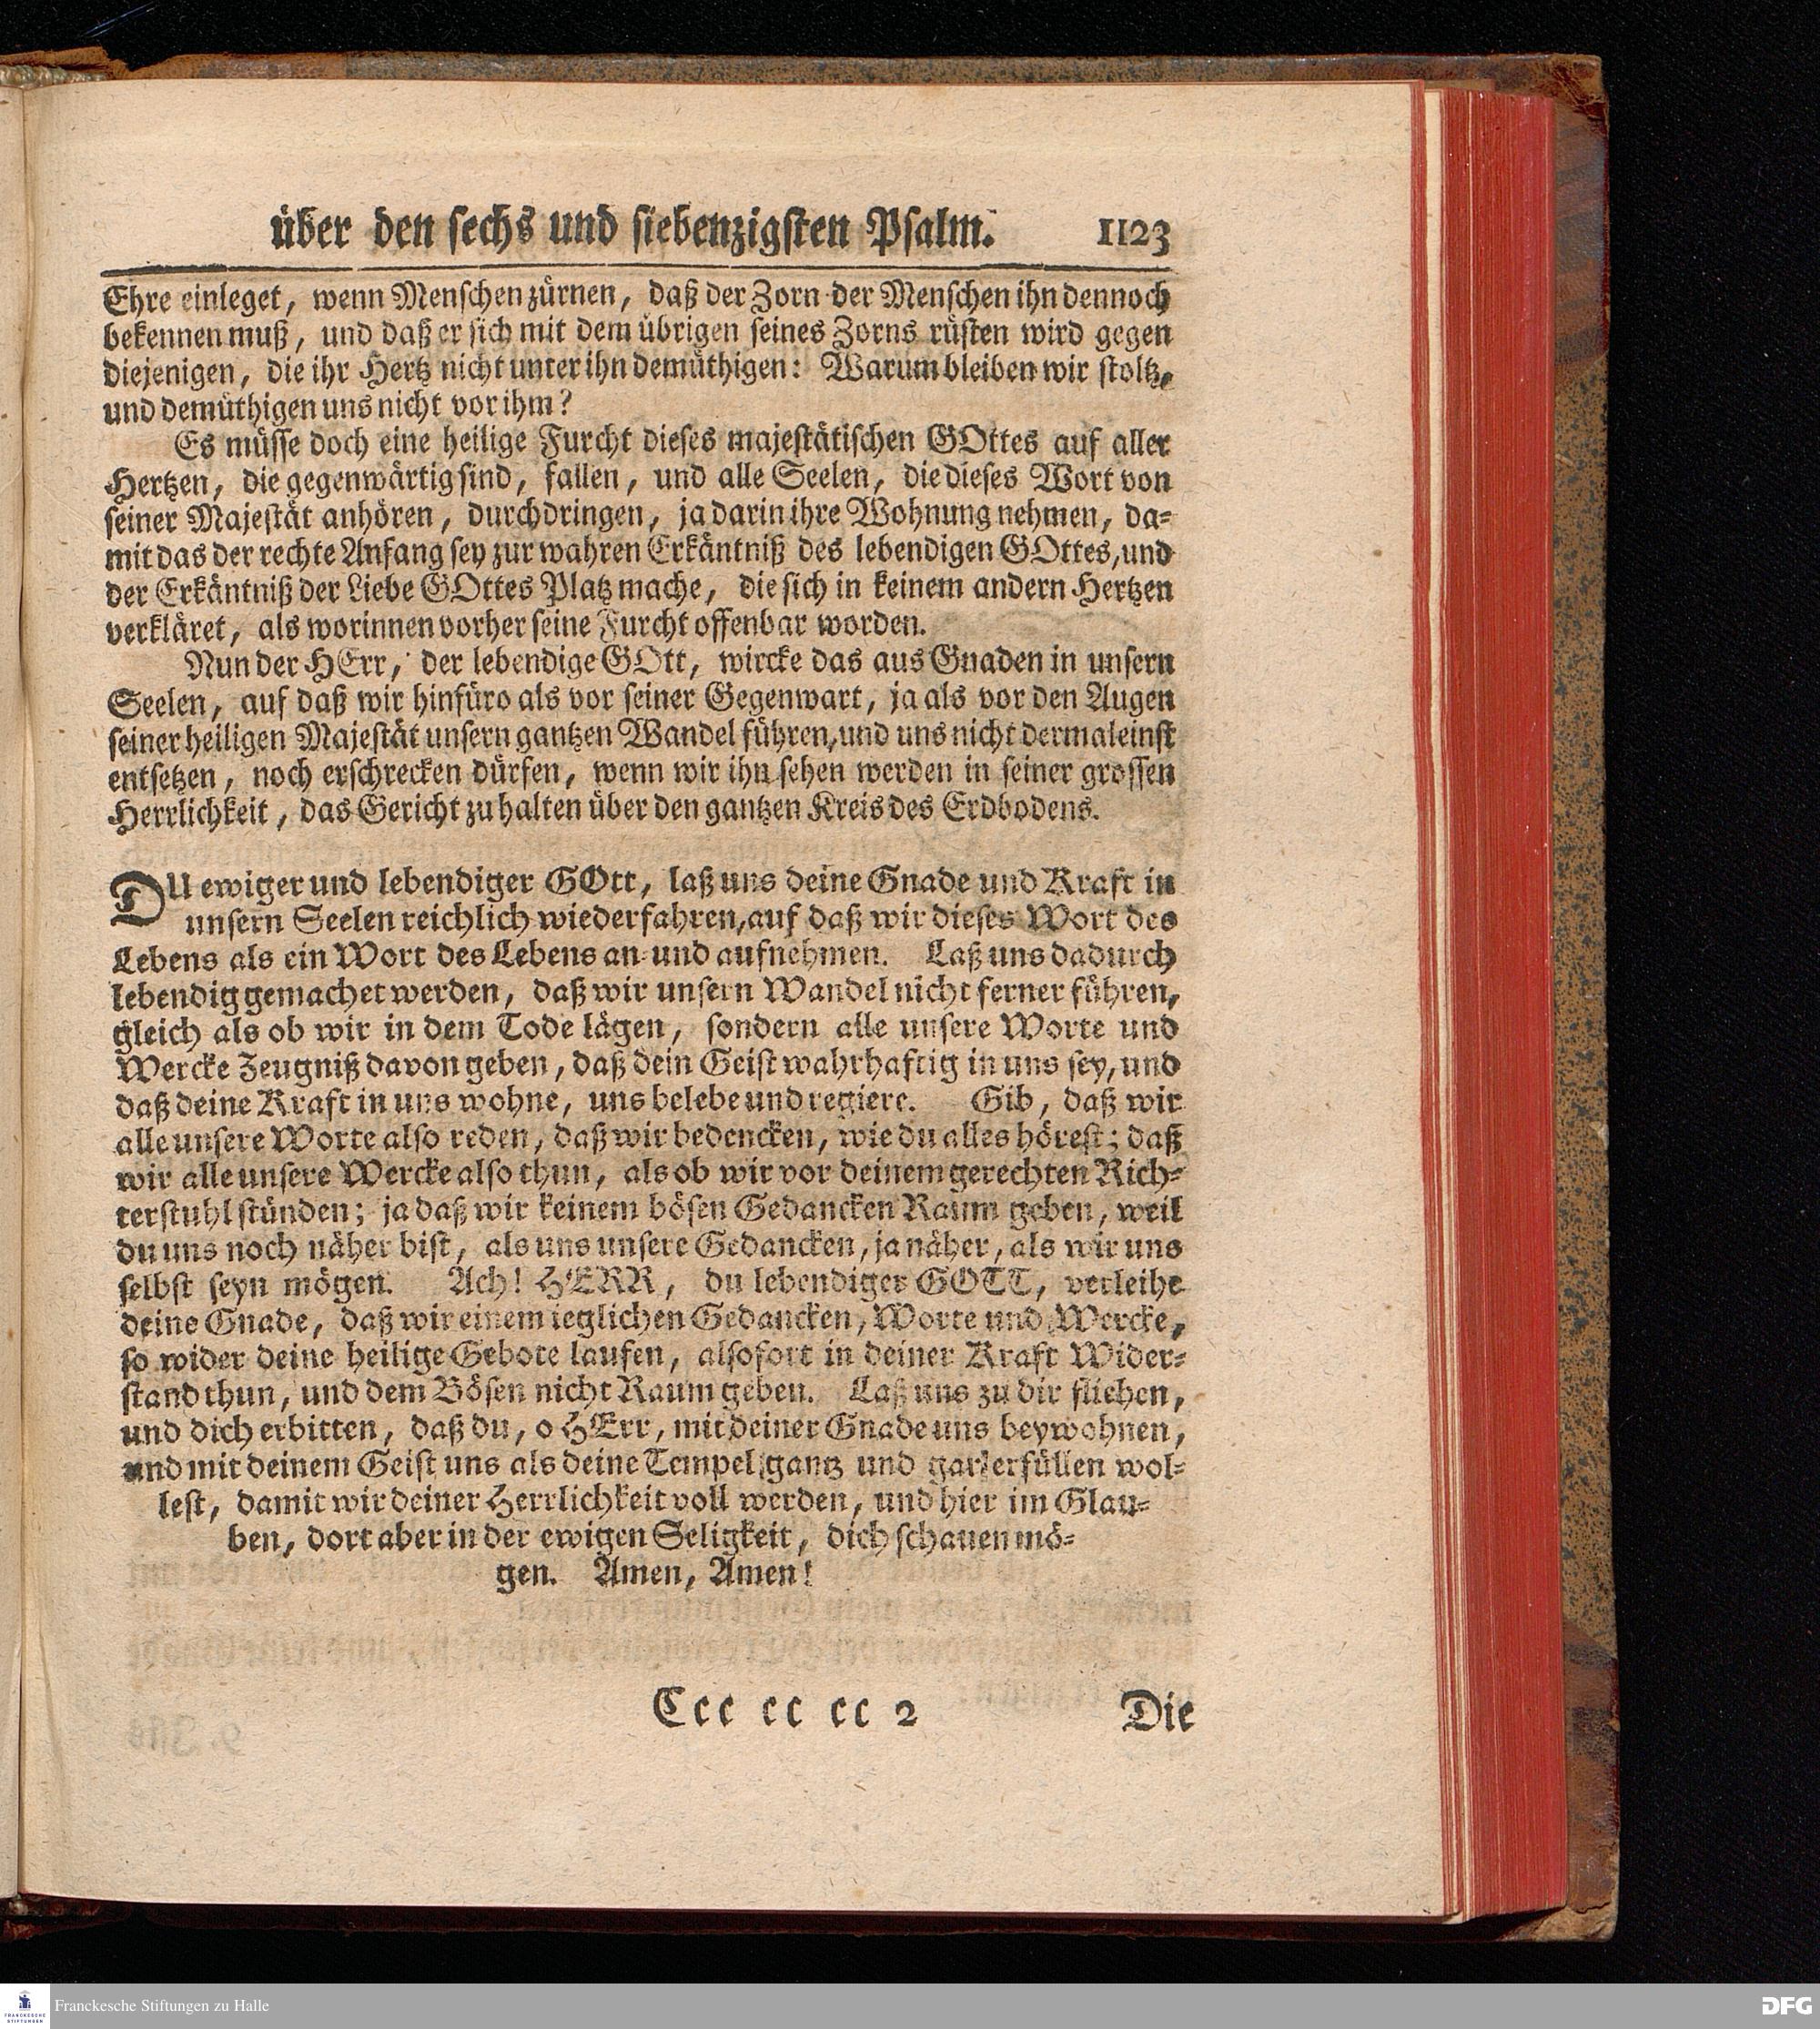 über den sechs und siebenzigsten Psalm. 1123
Ehre einleget, wenn Menschen zürnen, daß der Zorn der Menschen ihn dennoch
bekennen muß, und daß er sich mit dem übrigen seines Zorns rüsten wird gegen
diejenigen, die ihr Hertz nicht unter ihn demüthigen: Warum bleiben wir stoltz,
und demüthigen uns nicht vor ihm?
Es müsse doch eine heilige Furcht dieses majestätischen GOttes auf aller
Hertzen, die gegenwärtig sind, fallen, und alle Seelen, die dieses Wort von
seiner Majestät anhören, durchdringen, ja darin ihre Wohnung nehmen, da-
mit das der rechte Anfang sey zur wahren Erkäntniß des lebendigen GOttes, und
der Erkäntniß der Liebe GOttes Platz mache, die sich in keinem andern Hertzen
verkläret, als worinnen vorher seine Furcht offenbar worden.
Nun der HErr, der lebendige GOtt, wircke das aus Gnaden in unsern
Seelen, auf daß wir hinfüro als vor seiner Gegenwart, ja als vor den Augen
seiner heiligen Majestät unsern gantzen Wandel führen, und uns nicht dermaleinst
entsetzen, noch erschrecken dürfen, wenn wir ihn sehen werden in seiner grossen
Herrlichkeit, das Gericht zu halten über den gantzen Kreis des Erdbodens.
DU ewiger und lebendiger GOtt, laß uns deine Gnade und Kraft in
unsern Seelen reichlich wiederfahren, auf daß wir dieses Wort des
Lebens als ein Wort des Lebens an- und aufnehmen. Laß uns dadurch
lebendig gemachet werden, daß wir unsern Wandel nicht ferner führen,
gleich als ob wir in dem Tode lägen, sondern alle unsere Worte und
Wercke Zeugniß davon geben, daß dein Geist wahrhaftig in uns sey, und
daß deine Kraft in uns wohne, uns belebe und regiere. Gib, daß wir
alle unsere Worte also reden, daß wir bedencken, wie du alles hörest; daß
wir alle unsere Wercke also thun, als ob wir vor deinem gerechten Rich-
terstuhl stünden; ja daß wir keinem bösen Gedancken Raum geben, weil
du uns noch näher bist, als uns unsere Gedancken, ja näher, als wir uns
selbst seyn mögen. Ach! HERR, du lebendiger GOTT, verleihe
deine Gnade, daß wir einem ieglichen Gedancken, Worte und Wercke,
so wider deine heilige Gebote laufen, alsofort in deiner Kraft Wider-
stand thun, und dem Bösen nicht Raum geben. Laß uns zu dir fliehen,
und dich erbitten, daß du, o HErr, mit deiner Gnade uns beywohnen,
und mit deinem Geist uns als deine Tempel gantz und gar erfüllen wol-
lest, damit wir deiner Herrlichkeit voll werden, und hier im Glau-
ben, dort aber in der ewigen Seligkeit, dich schauen mö-
gen. Amen, Amen!
Ccc cc cc 2 Die
FRANCKESCHE STIFTUNGEN
Franckesche Stiftungen zu Halle
DFG